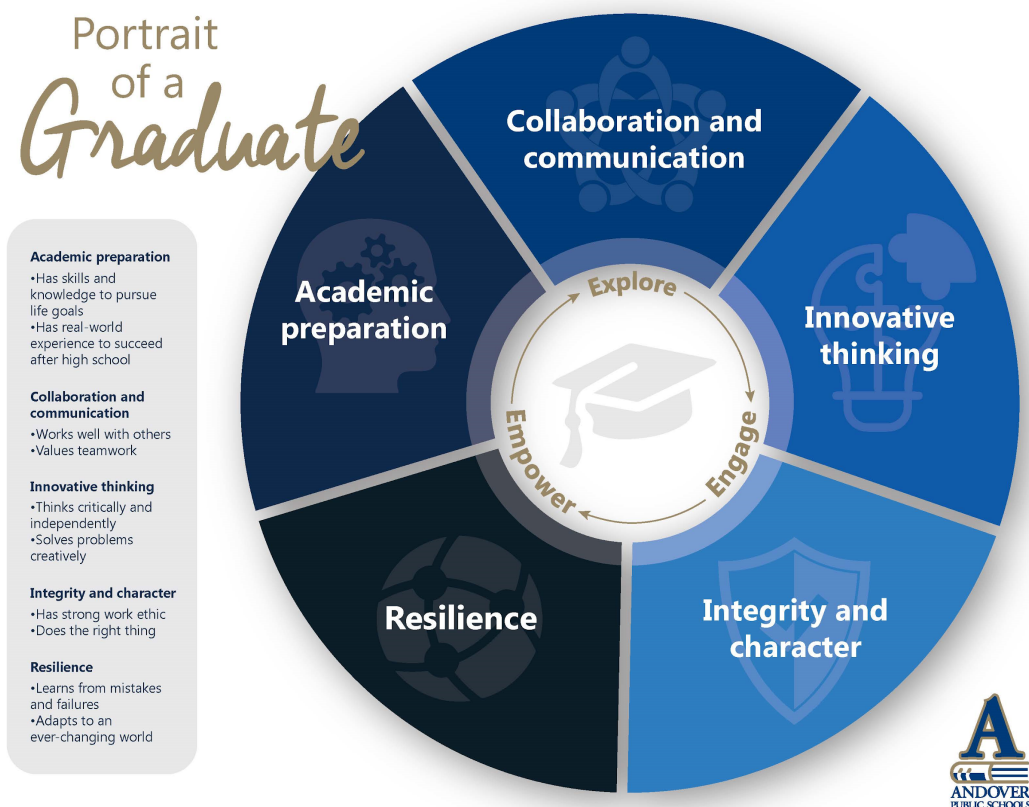 Portrait
of a
Graduate
Academic preparation
•Has skills and
knowledge to pursue
life goals
•Has real-world
experience to succeed
after high school
Collaboration and
communication
•Works well with others
•Values teamwork
Innovative thinking
•Thinks critically and
independently
•Solves problems
creatively
Integrity and character
•Has strong work ethic
•Does the right thing
Resilience
•Learns from mistakes
and failures
•Adapts to an
ever-changing world
Collaboration and
communication
Academic
preparation
Innovative
thinking
Explore
Engage
Empower
Resilience
Integrity and
character
A
ANDOVER
PUBLIC SCHOOLS